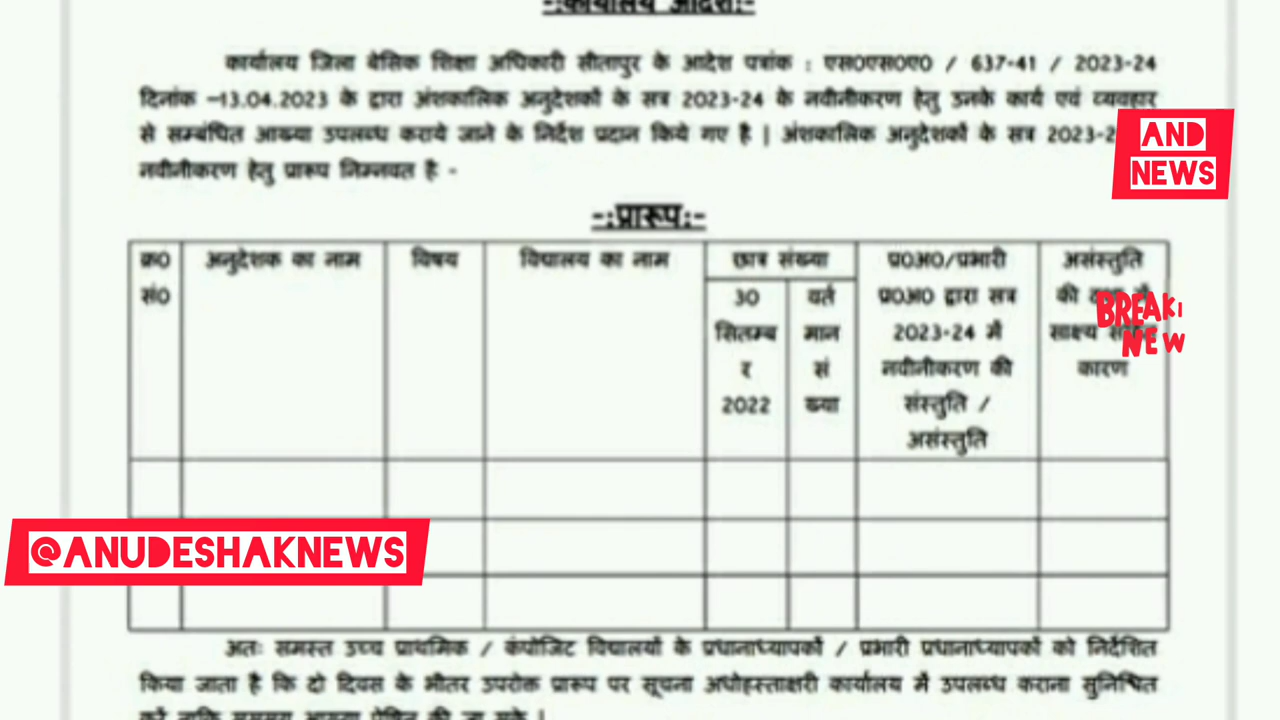 -:कार्यालय आदेश:-
कार्यालय जिला बेसिक शिक्षा अधिकारी सीतापुर के आदेश पत्रांक : एस०एस०ए० / 637-41 / 2023-24
दिनांक –13.04.2023 के द्वारा अंशकालिक अनुदेशकों के सत्र 2023-24 के नवीनीकरण हेतु उनके कार्य एवं व्यवहार
से सम्बंधित आख्या उपलब्ध कराये जाने के निर्देश प्रदान किये गए है | अंशकालिक अनुदेशकों के सत्र
नवीनीकरण हेतु प्रारूप निम्नवत है -
AND
NEWS
-:प्रारूप:-
क्र०
सं०
अनुदेशक का नाम
विषय
विद्यालय का नाम
छात्र संख्या
30
सितम्ब
र
2022
वर्त
मान
सं
ख्या
प्र०अ०/प्रभारी
प्र०अ० द्वारा सत्र
2023-24 में
नवीनीकरण की
संस्तुति /
असंस्तुति
असंस्तुति
की
साक्ष्य
कारण
BREAKI
NEW
@ANUDESHAKNEWS
अतः समस्त उच्च प्राथमिक / कंपोजिट विद्यालयों के प्रधानाध्यापकों / प्रभारी प्रधानाध्यापकों को निर्देशित
किया जाता है कि दो दिवस के भीतर उपरोक्त प्रारूप पर सूचना अधोहस्ताक्षरी कार्यालय में उपलब्ध कराना सुनिश्चित